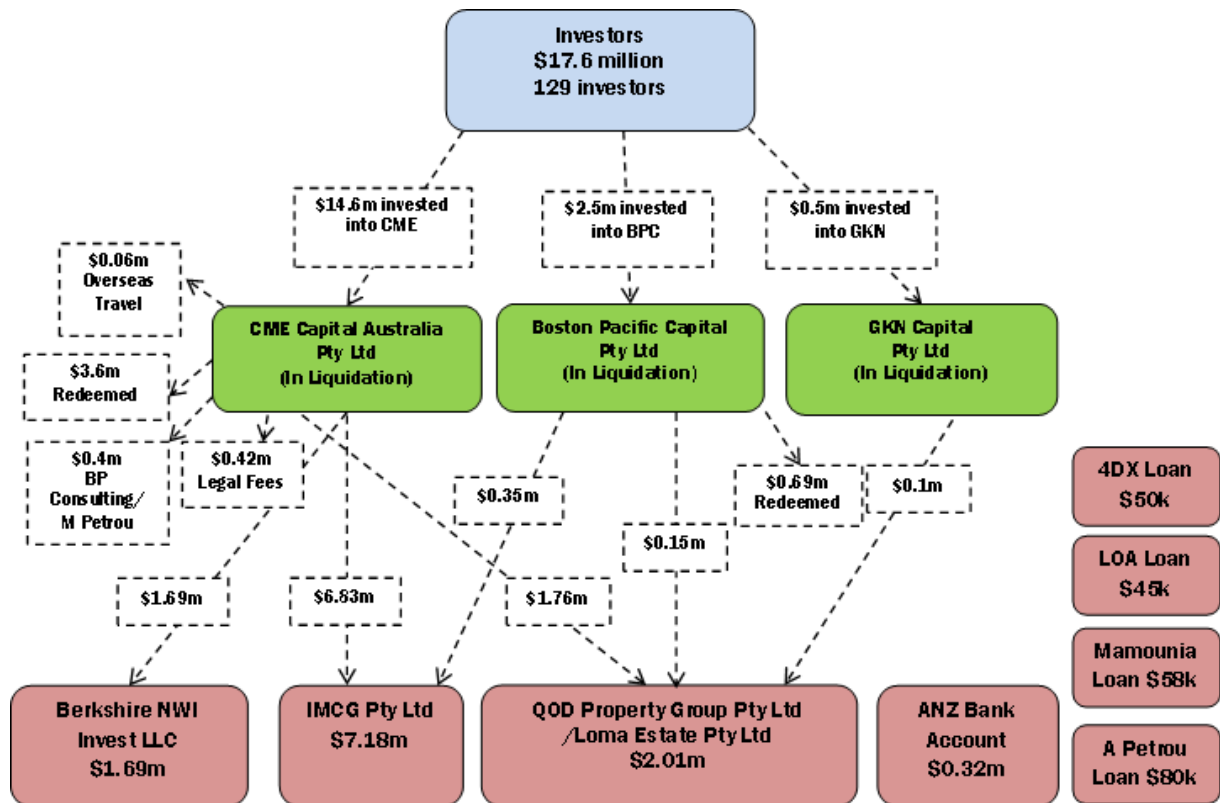 Investors
$17.6 million
129 investors
$14.6m invested
into CME
$2.5m invested
into BPC
$0.5m invested
into GKN
$0.06m
Overseas
Travel
CME Capital Australia
Pty Ltd
(In Liquidation)
Boston Pacific Capital
Pty Ltd
(In Liquidation)
GKN Capital
Pty Ltd
(In Liquidation)
$3.6m
Redeemed
$0.4m
BP
Consulting/
M Petrou
$0.42m
Legal Fees
$0.35m
$0.69m
Redeemed
$0.1m
$0.15m
$1.69m
$6.83m
$1.76m
4DX Loan
$50k
LOA Loan
$45k
Mamounia
Loan $58k
A Petrou
Loan $80k
Berkshire NWI
Invest LLC
$1.69m
IMCG Pty Ltd
$7.18m
QOD Property Group Pty Ltd
/Loma Estate Pty Ltd
$2.01m
ANZ Bank
Account
$0.32m